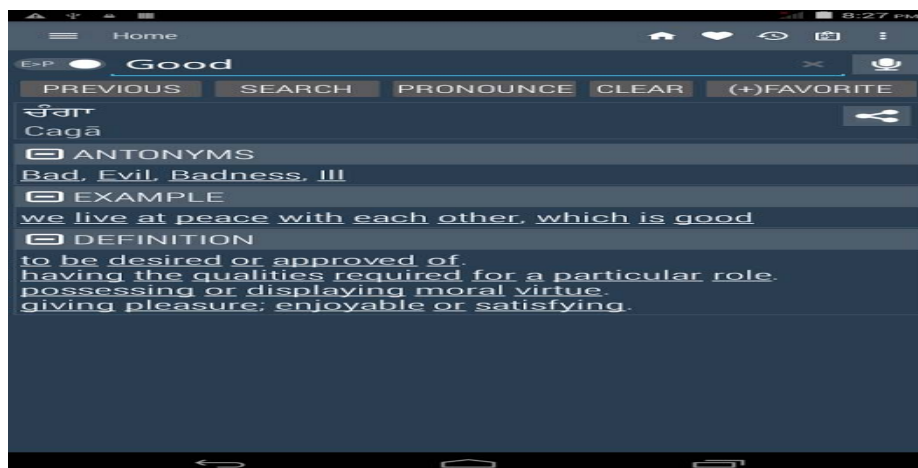 8:27 PM
Home
E>P Good
PREVIOUS SEARCH PRONOUNCE CLEAR (+)FAVORITE
ਚੰਗਾ
Cagā
ANTONYMS
Bad, Evil, Badness, Ill
EXAMPLE
we live at peace with each other, which is good
DEFINITION
to be desired or approved of.
having the qualities required for a particular role.
possessing or displaying moral virtue.
giving pleasure; enjoyable or satisfying.